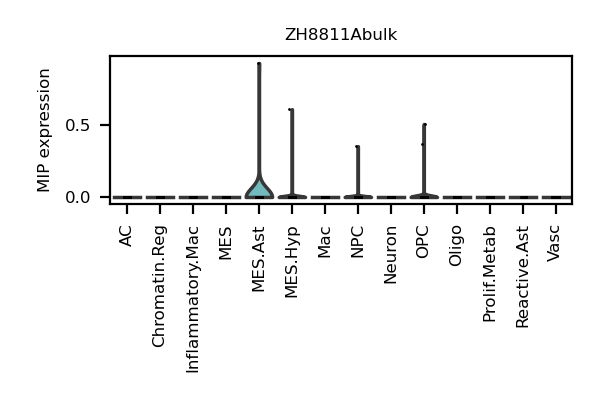 ZH8811Abulk
MIP expression
0.5
0.0
AC
Chromatin.Reg
Inflammatory.Mac
MES
MES.Ast
MES.Hyp
Mac
NPC
Neuron
OPC
Oligo
Prolif.Metab
Reactive.Ast
Vasc